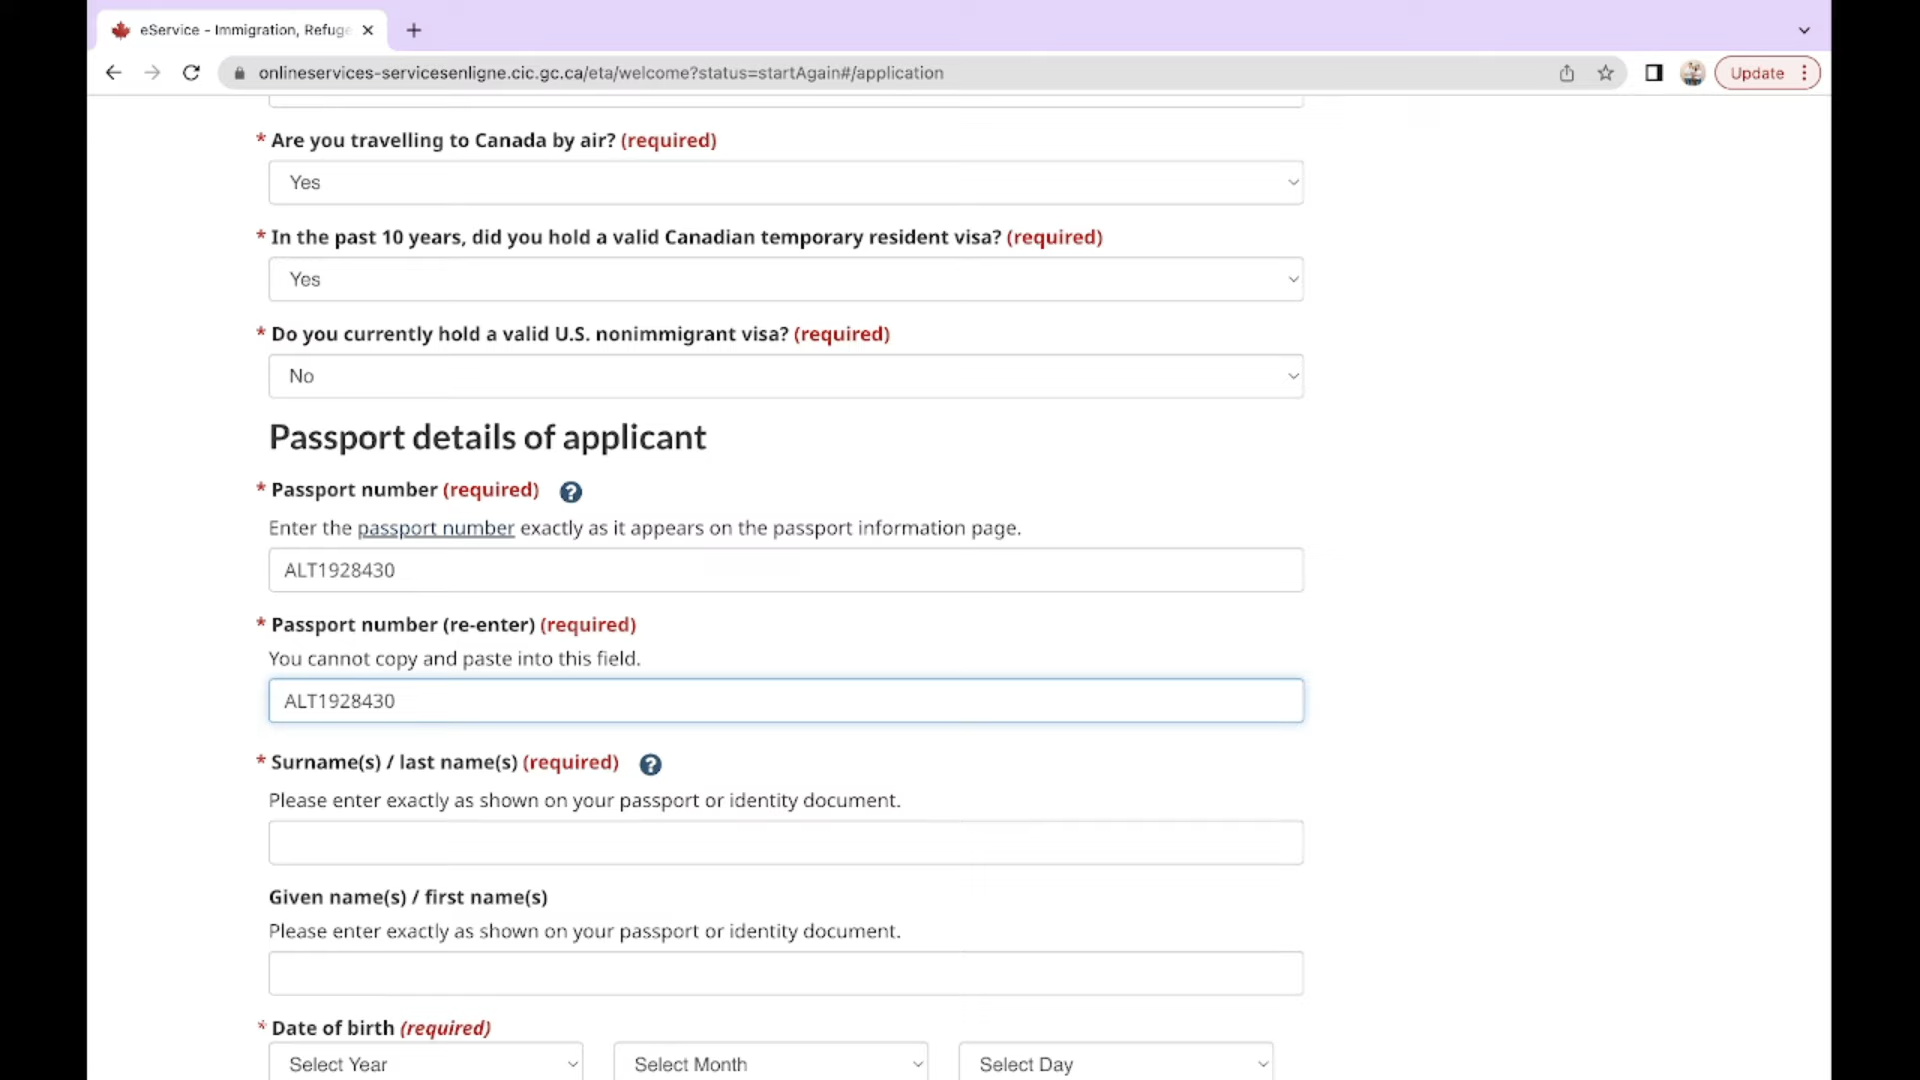 eService - Immigration, Refuge
onlineservices-servicesenligne.cic.gc.ca/eta/welcome?status=startAgain#/application
Update
* Are you travelling to Canada by air? (required)
Yes
* In the past 10 years, did you hold a valid Canadian temporary resident visa? (required)
Yes
* Do you currently hold a valid U.S. nonimmigrant visa? (required)
No
Passport details of applicant
* Passport number (required) ?
Enter the passport number exactly as it appears on the passport information page.
ALT1928430
* Passport number (re-enter) (required)
You cannot copy and paste into this field.
ALT1928430
* Surname(s) / last name(s) (required) ?
Please enter exactly as shown on your passport or identity document.
Given name(s) / first name(s)
Please enter exactly as shown on your passport or identity document.
* Date of birth (required)
Select Year Select Month Select Day